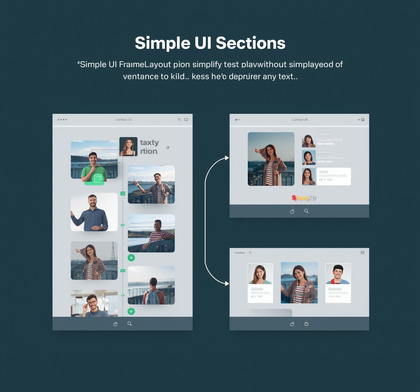 Simple UI Sections
"Simple UI FrameLayout pion simplify test plavwithout simplayeod of
ventance to kild.. kess he'o deprurer any text..
taxty
rtion